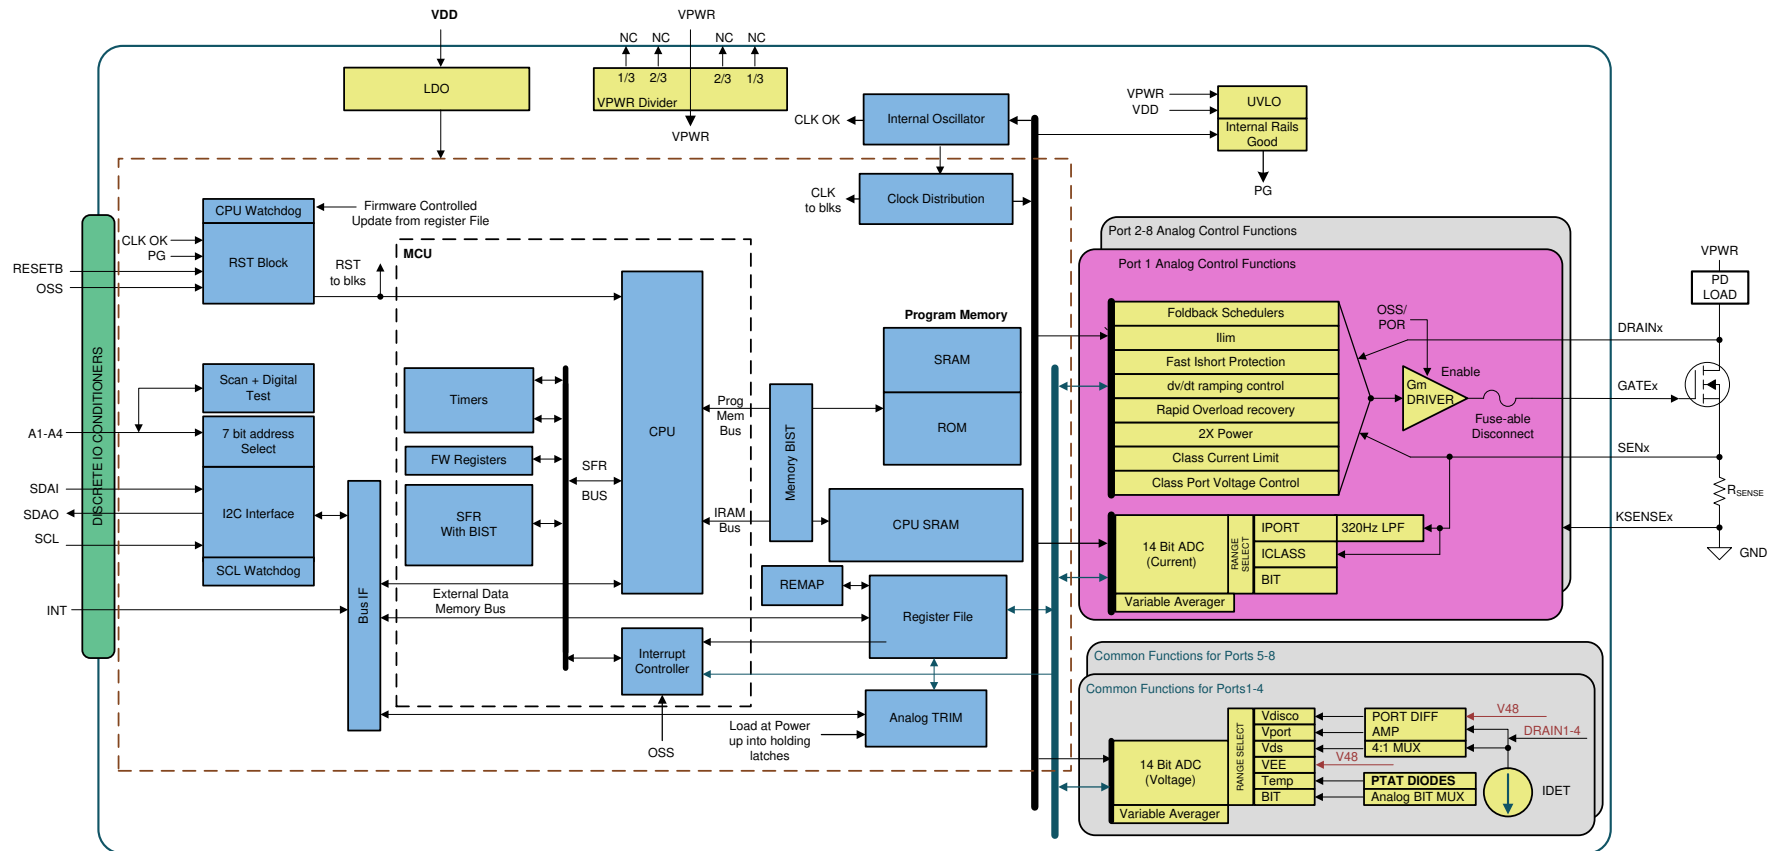 VDD
VPWR
NC
NC
NC
NC
1/3
2/3
2/3
1/3
VPWR Divider
VPWR
LDO
CLK OK
Internal Oscillator
VPWR
VDD
UVLO
Internal Rails
Good
PG
CLK
to blks
Clock Distribution
CPU Watchdog
Firmware Controlled
Update from register File
CLK OK
PG
RESETB
OSS
RST Block
RST
to blks
MCU
DISCRETE IO CONDITIONERS
Scan + Digital
Test
A1-A4
7 bit address
Select
SDAI
SDAO
SCL
I2C Interface
SCL Watchdog
INT
Bus IF
Timers
FW Registers
SFR
With BIST
SFR
BUS
CPU
External Data
Memory Bus
Interrupt
Controller
OSS
Prog
Mem
Bus
IRAM
Bus
Memory BIST
Program Memory
SRAM
ROM
CPU SRAM
REMAP
Register File
Analog TRIM
Load at Power
up into holding
latches
Port 2-8 Analog Control Functions
Port 1 Analog Control Functions
Foldback Schedulers
Ilim
Fast Ishort Protection
dv/dt ramping control
Rapid Overload recovery
2X Power
Class Current Limit
Class Port Voltage Control
OSS/
POR
Enable
Gm
DRIVER
Fuse-able
Disconnect
14 Bit ADC
(Current)
Variable Averager
RANGE
SELECT
IPORT
320Hz LPF
ICLASS
BIT
VPWR
PD
LOAD
DRAINx
GATEx
SENx
RSENSE
KSENSEx
GND
Common Functions for Ports 5-8
Common Functions for Ports1-4
14 Bit ADC
(Voltage)
Variable Averager
RANGE SELECT
Vdisco
Vport
Vds
VEE
Temp
BIT
PORT DIFF
AMP
4:1 MUX
V48
DRAIN1-4
V48
PTAT DIODES
Analog BIT MUX
IDET